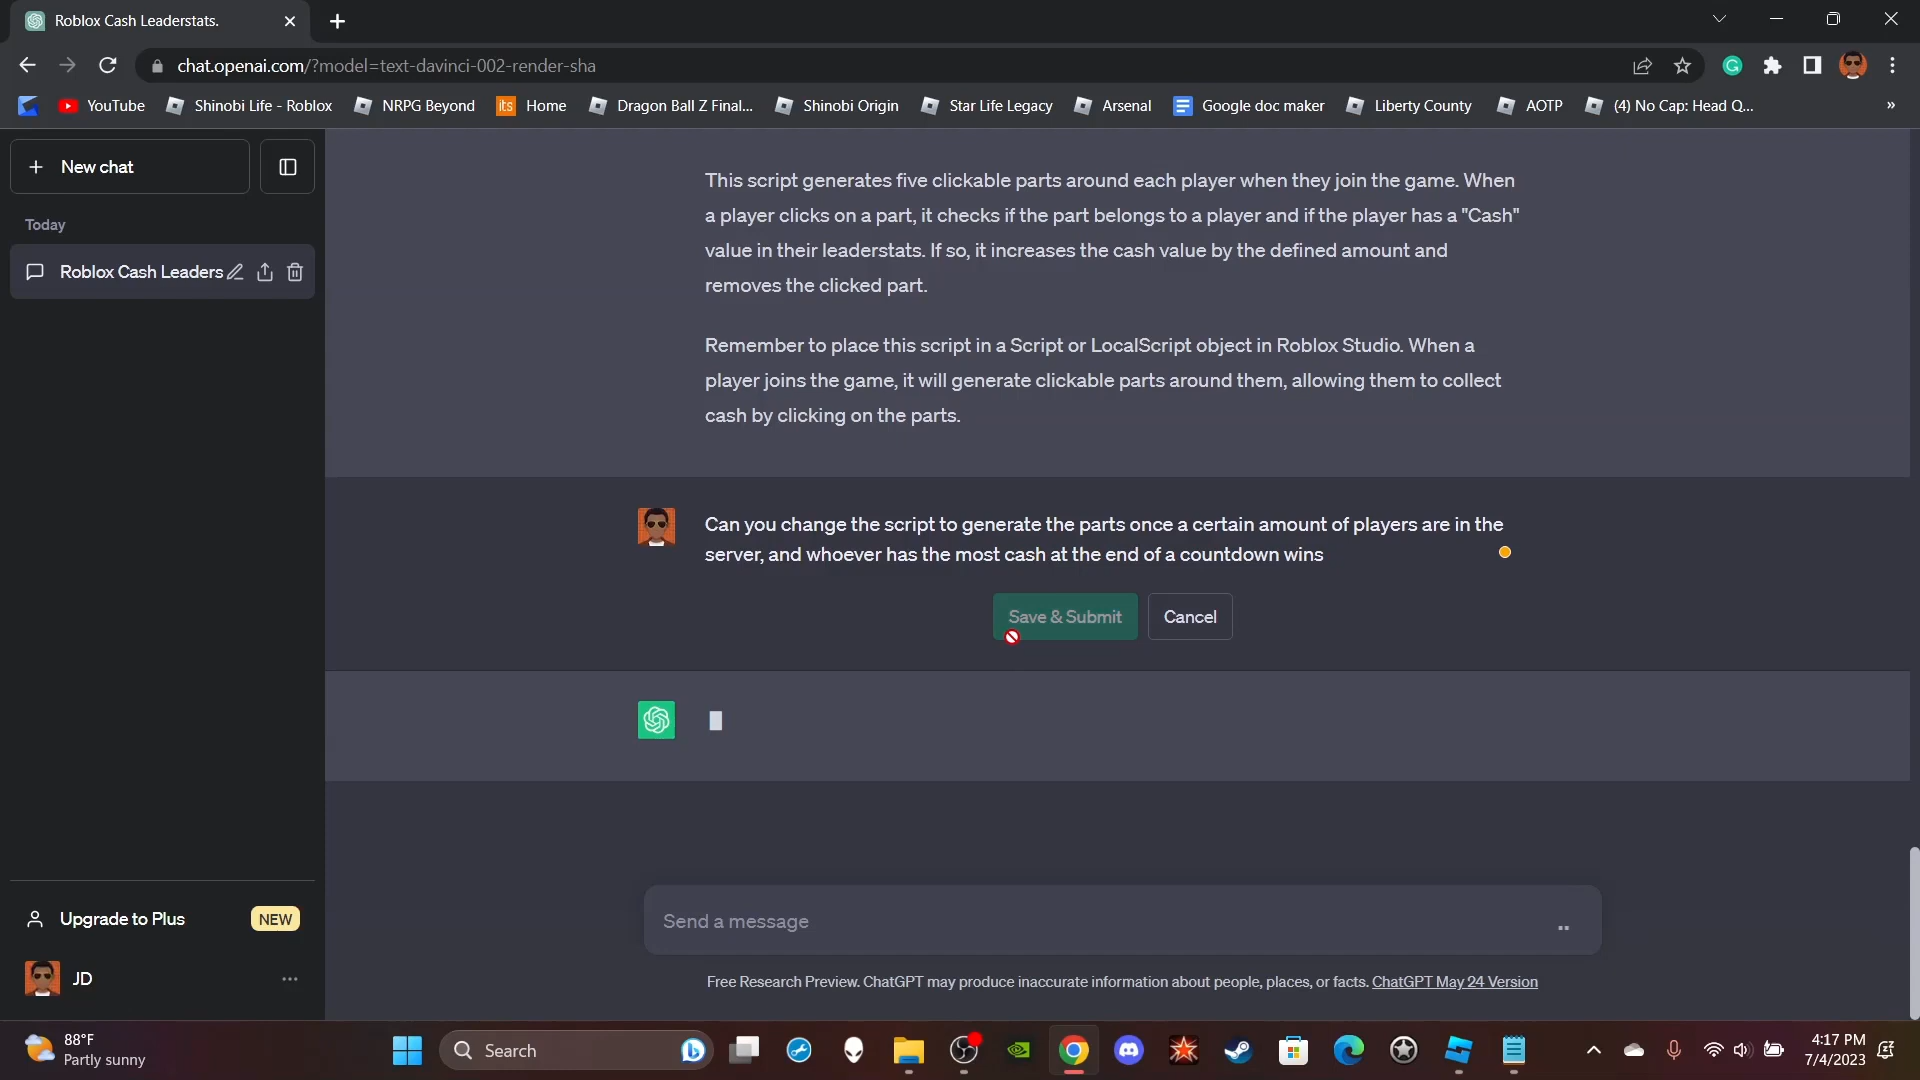 Roblox Cash Leaderstats.
chat.openai.com/?model=text-davinci-002-render-sha
YouTube Shinobi Life - Roblox NRPG Beyond its Home Dragon Ball Z Final... Shinobi Origin Star Life Legacy Arsenal Google doc maker Liberty County AOTP (4) No Cap: Head Q... »
New chat
Today
Roblox Cash Leaders
This script generates five clickable parts around each player when they join the game. When
a player clicks on a part, it checks if the part belongs to a player and if the player has a "Cash"
value in their leaderstats. If so, it increases the cash value by the defined amount and
removes the clicked part.
Remember to place this script in a Script or LocalScript object in Roblox Studio. When a
player joins the game, it will generate clickable parts around them, allowing them to collect
cash by clicking on the parts.
Can you change the script to generate the parts once a certain amount of players are in the
server, and whoever has the most cash at the end of a countdown wins
Save & Submit Cancel
Upgrade to Plus NEW
JD
Send a message
Free Research Preview. ChatGPT may produce inaccurate information about people, places, or facts. ChatGPT May 24 Version
88°F
Partly sunny
Search
4:17 PM
7/4/2023